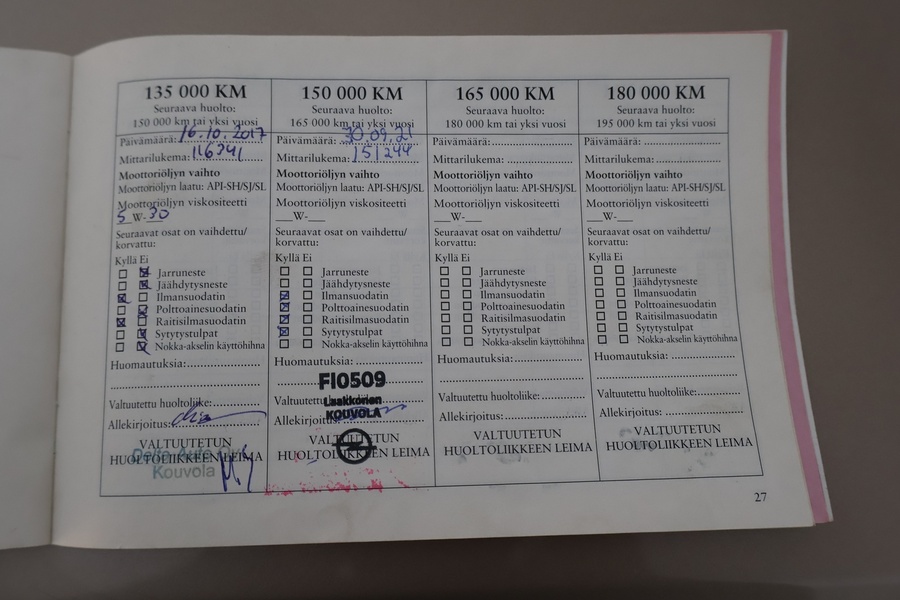 135 000 KM
Seuraava huolto:
150 000 km tai yksi vuosi
Päivämäärä: 16.10.2017
Mittarilukema: 116341
Moottoriöljyn vaihto
Moottoriöljyn laatu: API-SH/SJ/SL
Moottoriöljyn viskositeetti
5 W- 30
Seuraavat osat on vaihdettu/
korvattu:
Kyllä Ei
Jarruneste
Jäähdytysneste
Ilmansuodatin
Polttoainesuodatin
Raitisilmasuodatin
Sytytystulpat
Nokka-akselin käyttöhihna
Huomautuksia:
Valtuutettu huoltoliike:
Allekirjoitus:
VALTUUTETUN
HUOLTOLIIKKEEN LEIMA
Delta Auto
Kouvola
150 000 KM
Seuraava huolto:
165 000 km tai yksi vuosi
Päivämäärä: 30.09.21
Mittarilukema: 151244
Moottoriöljyn vaihto
Moottoriöljyn laatu: API-SH/SJ/SL
Moottoriöljyn viskositeetti
___W-___
Seuraavat osat on vaihdettu/
korvattu:
Kyllä Ei
Jarruneste
Jäähdytysneste
Ilmansuodatin
Polttoainesuodatin
Raitisilmasuodatin
Sytytystulpat
Nokka-akselin käyttöhihna
Huomautuksia:
FI0509
Valtuutettu
Laakkonen
KOUVOLA
Allekirjoitus:
VALTUUTETUN
HUOLTOLIIKKEEN LEIMA
165 000 KM
Seuraava huolto:
180 000 km tai yksi vuosi
Päivämäärä:
Mittarilukema:
Moottoriöljyn vaihto
Moottoriöljyn laatu: API-SH/SJ/SL
Moottoriöljyn viskositeetti
___W-___
Seuraavat osat on vaihdettu/
korvattu:
Kyllä Ei
Jarruneste
Jäähdytysneste
Ilmansuodatin
Polttoainesuodatin
Raitisilmasuodatin
Sytytystulpat
Nokka-akselin käyttöhihna
Huomautuksia:
Valtuutettu huoltoliike:
Allekirjoitus:
VALTUUTETUN
HUOLTOLIIKKEEN LEIMA
180 000 KM
Seuraava huolto:
195 000 km tai yksi vuosi
Päivämäärä:
Mittarilukema:
Moottoriöljyn vaihto
Moottoriöljyn laatu: API-SH/SJ/SL
Moottoriöljyn viskositeetti
___W-___
Seuraavat osat on vaihdettu/
korvattu:
Kyllä Ei
Jarruneste
Jäähdytysneste
Ilmansuodatin
Polttoainesuodatin
Raitisilmasuodatin
Sytytystulpat
Nokka-akselin käyttöhihna
Huomautuksia:
Valtuutettu huoltoliike:
Allekirjoitus:
VALTUUTETUN
HUOLTOLIIKKEEN LEIMA
27